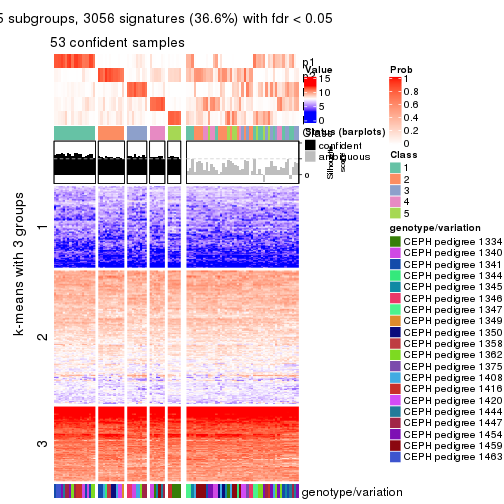 5 subgroups, 3056 signatures (36.6%) with fdr < 0.05
53 confident samples
k-means with 3 groups
1
2
3
Value
15
10
5
0
Status (barplots)
confident
ambiguous
Silhouette
score
0
genotype/variation
Prob
1
0.8
0.6
0.4
0.2
0
Class
1
2
3
4
5
genotype/variation
CEPH pedigree 1334
CEPH pedigree 1340
CEPH pedigree 1341
CEPH pedigree 1344
CEPH pedigree 1345
CEPH pedigree 1346
CEPH pedigree 1347
CEPH pedigree 1349
CEPH pedigree 1350
CEPH pedigree 1358
CEPH pedigree 1362
CEPH pedigree 1375
CEPH pedigree 1408
CEPH pedigree 1416
CEPH pedigree 1420
CEPH pedigree 1444
CEPH pedigree 1447
CEPH pedigree 1454
CEPH pedigree 1459
CEPH pedigree 1463